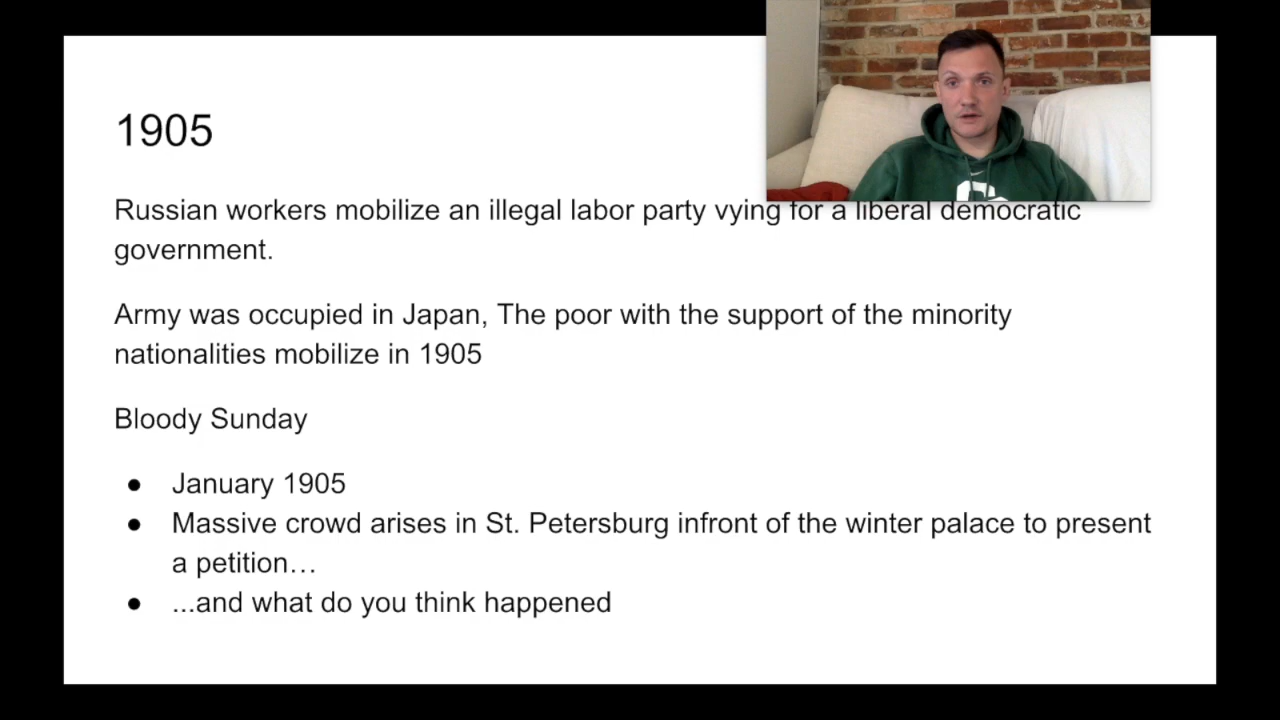 1905
Russian workers mobilize an illegal labor party vying for a liberal democratic
government.
Army was occupied in Japan, The poor with the support of the minority
nationalities mobilize in 1905
Bloody Sunday
● January 1905
● Massive crowd arises in St. Petersburg infront of the winter palace to present
a petition…
● ...and what do you think happened